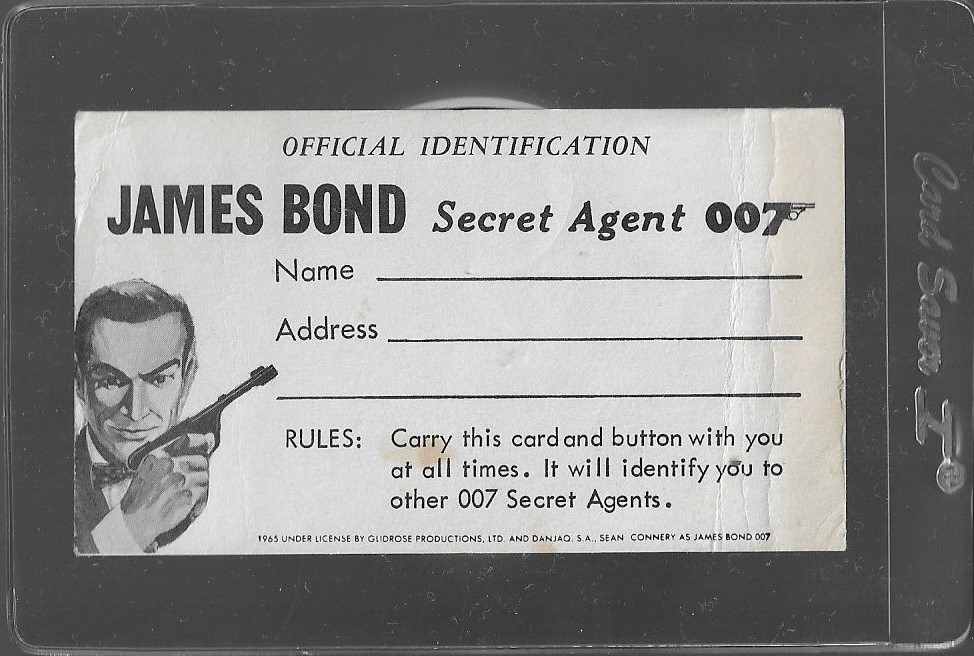 OFFICIAL IDENTIFICATION
JAMES BOND Secret Agent 007
Name
Address
RULES: Carry this card and button with you
at all times. It will identify you to
other 007 Secret Agents.
1965 UNDER LICENSE BY GLIDROSE PRODUCTIONS, LTD. AND DANJAQ. S.A., SEAN CONNERY AS JAMES BOND 007
Card Saver I